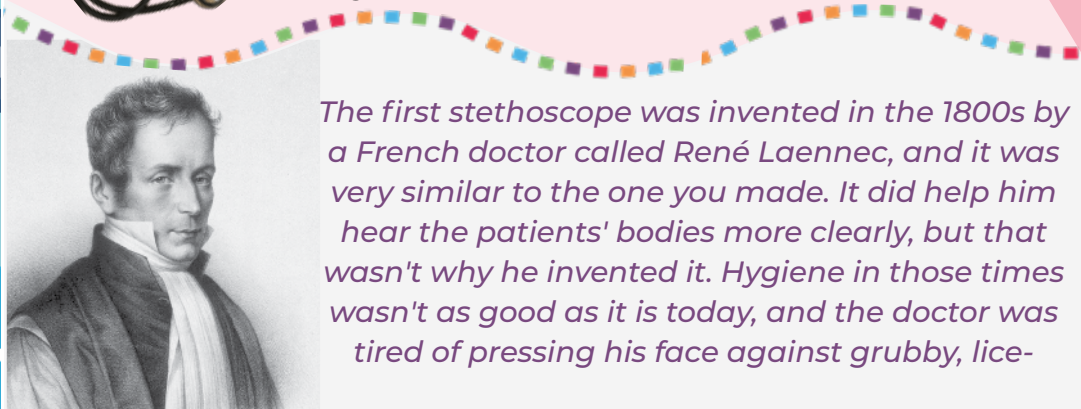 The first stethoscope was invented in the 1800s by
a French doctor called René Laennec, and it was
very similar to the one you made. It did help him
hear the patients' bodies more clearly, but that
wasn't why he invented it. Hygiene in those times
wasn't as good as it is today, and the doctor was
tired of pressing his face against grubby, lice-